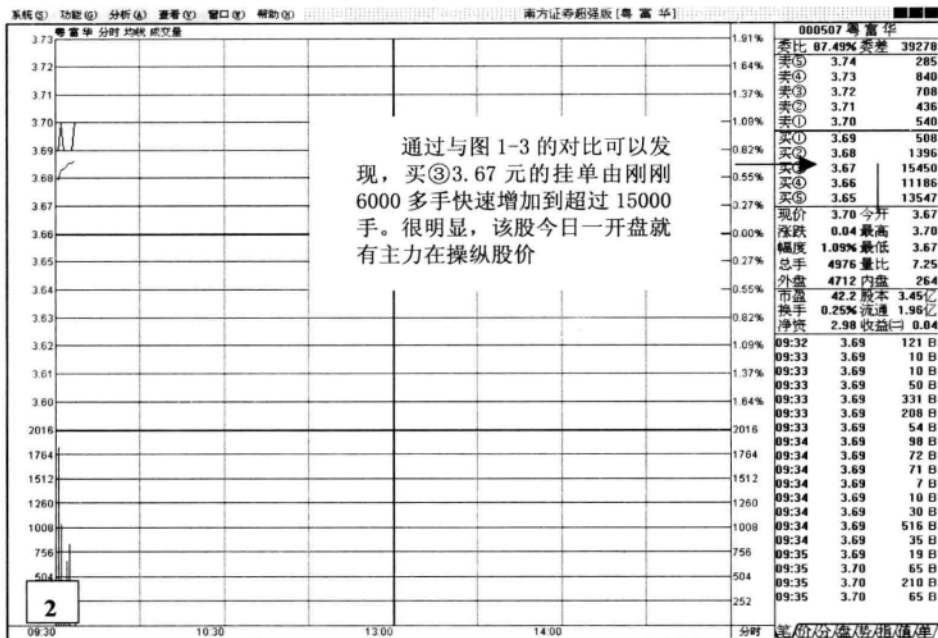 系统(S) 功能(G) 分析(A) 查看(V) 窗口(W) 帮助(H) 南方证券超强版[粤 富 华]
粤 富 华 分时 均线 成交量
3.73
3.72
3.71
3.70
3.69
3.68
3.67
3.66
3.65
3.64
3.63
3.62
3.61
3.60
2016
1764
1512
1260
1008
756
504
2
通过与图 1-3 的对比可以发
现，买③3.67 元的挂单由刚刚
6000 多手快速增加到超过 15000
手。很明显，该股今日一开盘就
有主力在操纵股价
1.91%
1.64%
1.37%
1.09%
0.82%
0.55%
0.27%
0.00%
0.27%
0.55%
0.82%
1.09%
1.37%
1.64%
2016
1764
1512
1260
1008
756
504
252
09:30 10:30 13:00 14:00 分时
000507 粤 富 华
委比 87.49% 委差 39278
卖⑤ 3.74 285
卖④ 3.73 840
卖③ 3.72 708
卖② 3.71 436
卖① 3.70 540
买① 3.69 508
买② 3.68 1396
买③ 3.67 15450
买④ 3.66 11186
买⑤ 3.65 13547
现价 3.70 今开 3.67
涨跌 0.04 最高 3.70
幅度 1.09% 最低 3.67
总手 4976 量比 7.25
外盘 4712 内盘 264
市盈 42.2 股本 3.45亿
换手 0.25% 流通 1.96亿
净资 2.98 收益㈡ 0.04
09:32 3.69 121 B
09:33 3.69 10 B
09:33 3.69 10 B
09:33 3.69 50 B
09:33 3.69 331 B
09:33 3.69 208 B
09:33 3.69 54 B
09:34 3.69 98 B
09:34 3.69 72 B
09:34 3.69 71 B
09:34 3.69 7 B
09:34 3.69 10 B
09:34 3.69 30 B
09:34 3.69 516 B
09:34 3.69 35 B
09:35 3.69 19 B
09:35 3.70 65 B
09:35 3.70 210 B
09:35 3.70 65 B
笔/价/分/盘/势/指/值/单